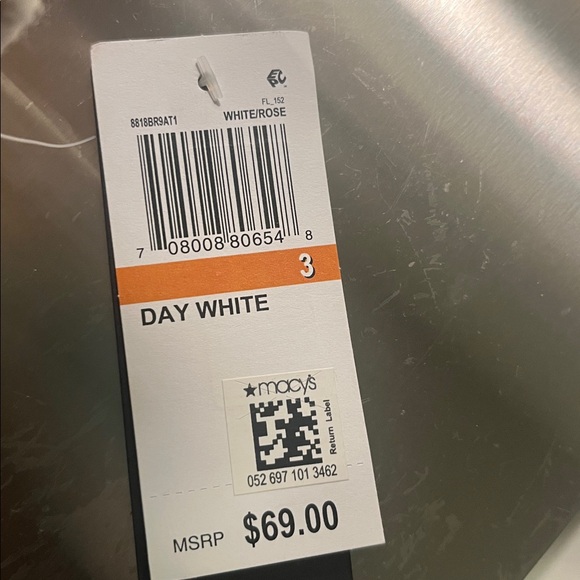 FL_152
8818BR9AT1 WHITE/ROSE
7 08008 80654 8
3
DAY WHITE
macy's
Return Label
052 697 101 3462
MSRP $69.00